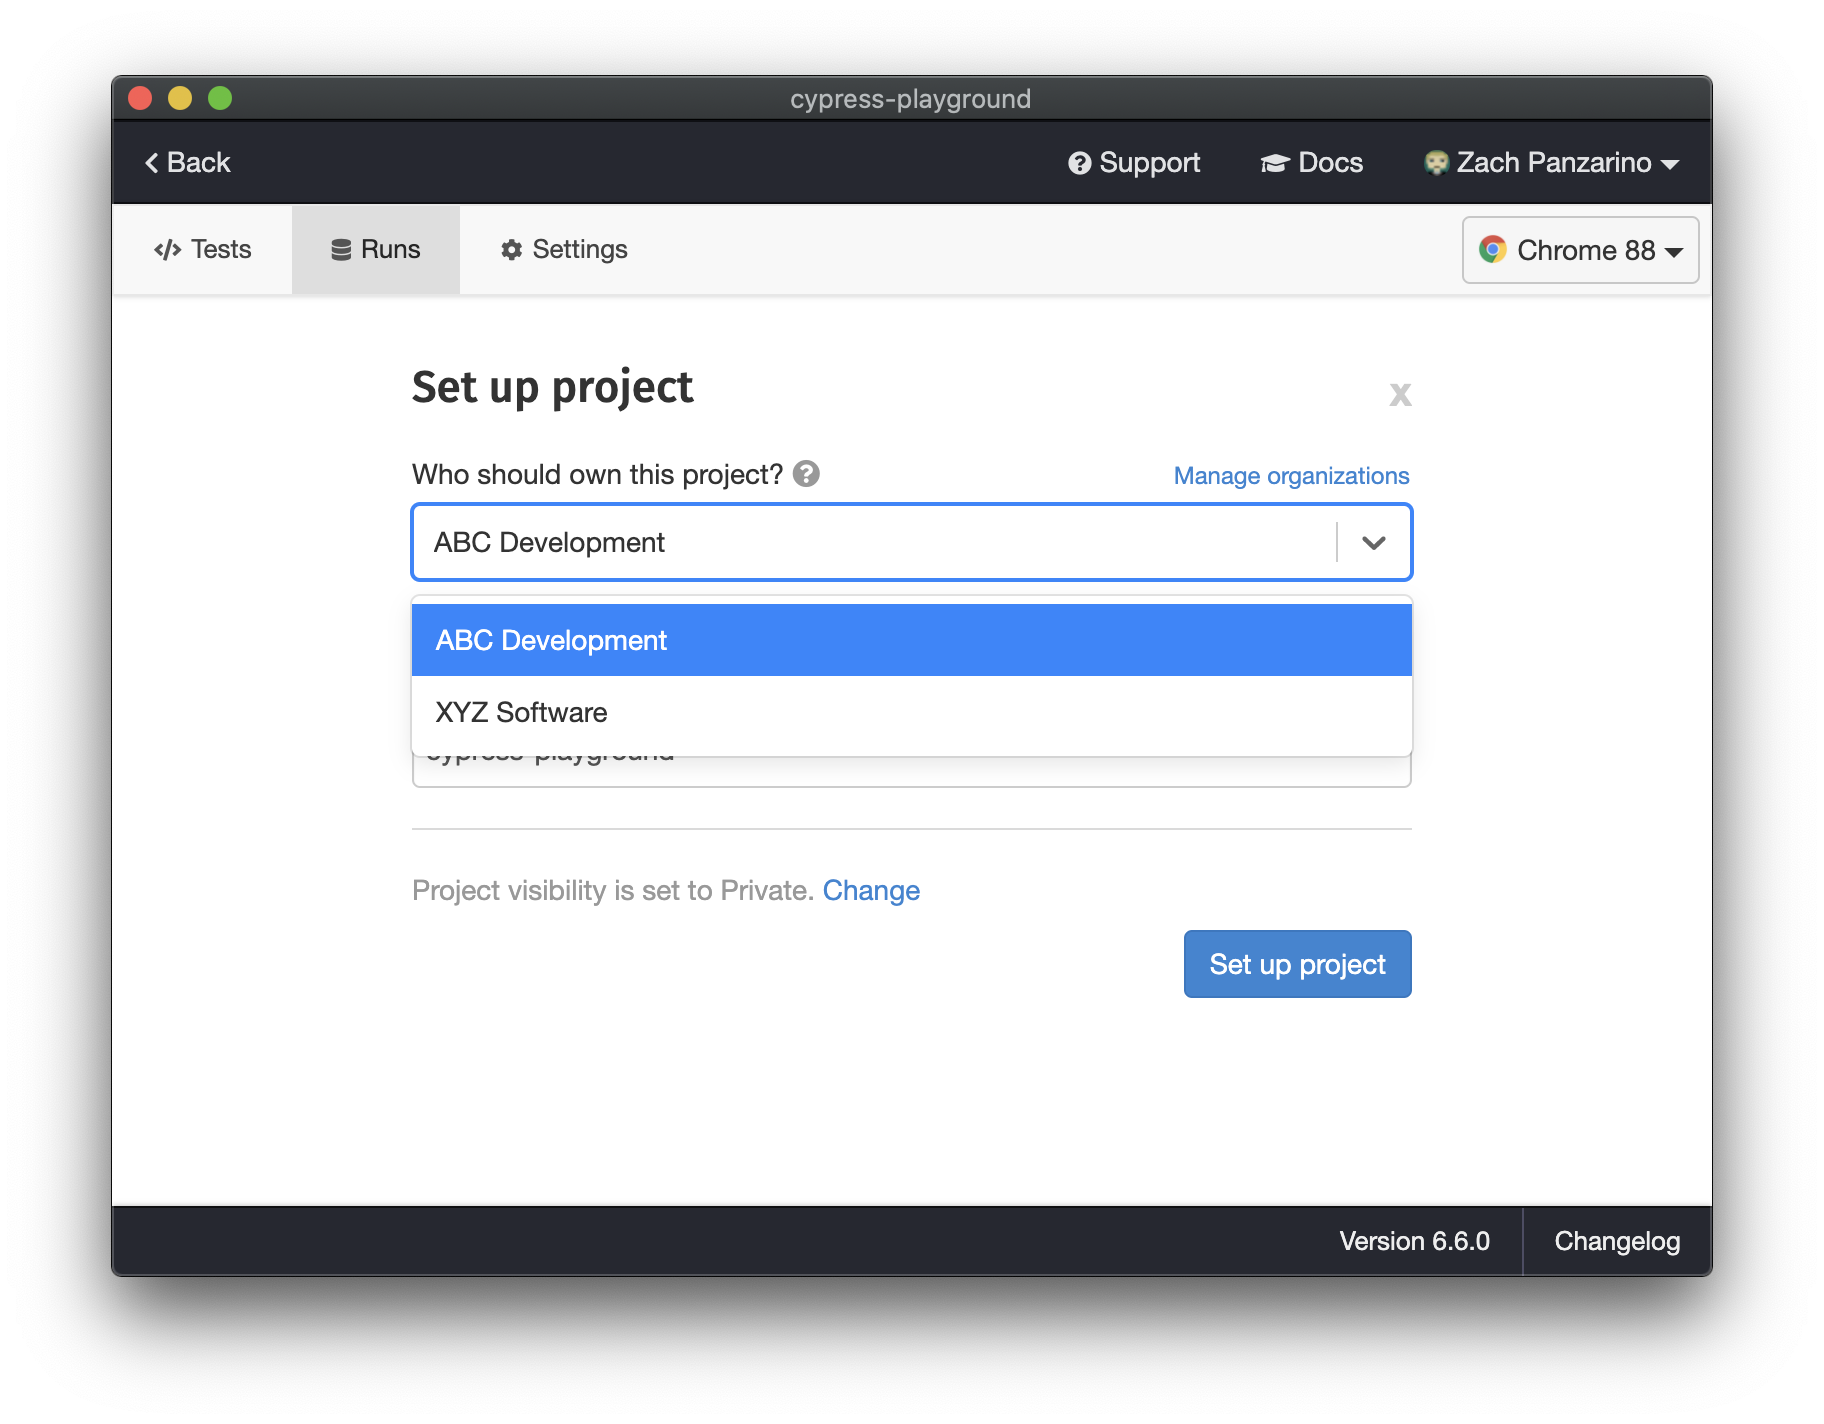 cypress-playground
Back
Support
Docs
Zach Panzarino
</> Tests
Runs
Settings
Chrome 88
Set up project
x
Who should own this project?
Manage organizations
ABC Development
ABC Development
XYZ Software
cypress-playground
Project visibility is set to Private. Change
Set up project
Version 6.6.0
Changelog